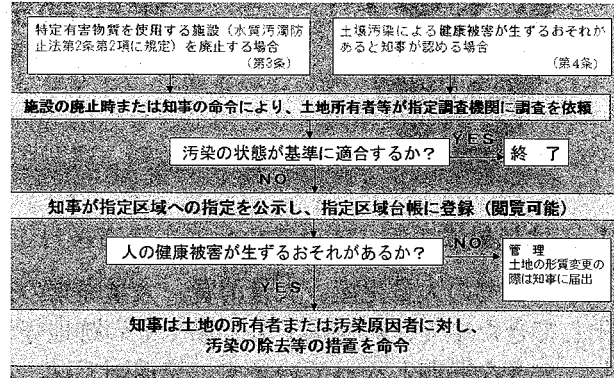 特定有害物質を使用する施設（水質汚濁防
止法第2条第2項に規定）を廃止する場合
（第3条）
土壌汚染による健康被害が生ずるおそれが
あると知事が認める場合
（第4条）
施設の廃止時または知事の命令により、土地所有者等が指定調査機関に調査を依頼
汚染の状態が基準に適合するか？
YES
終 了
NO
知事が指定区域への指定を公示し、指定区域台帳に登録（閲覧可能）
人の健康被害が生ずるおそれがあるか？
NO
管 理
土地の形質変更の
際は知事に届出
YES
知事は土地の所有者または汚染原因者に対し、
汚染の除去等の措置を命令